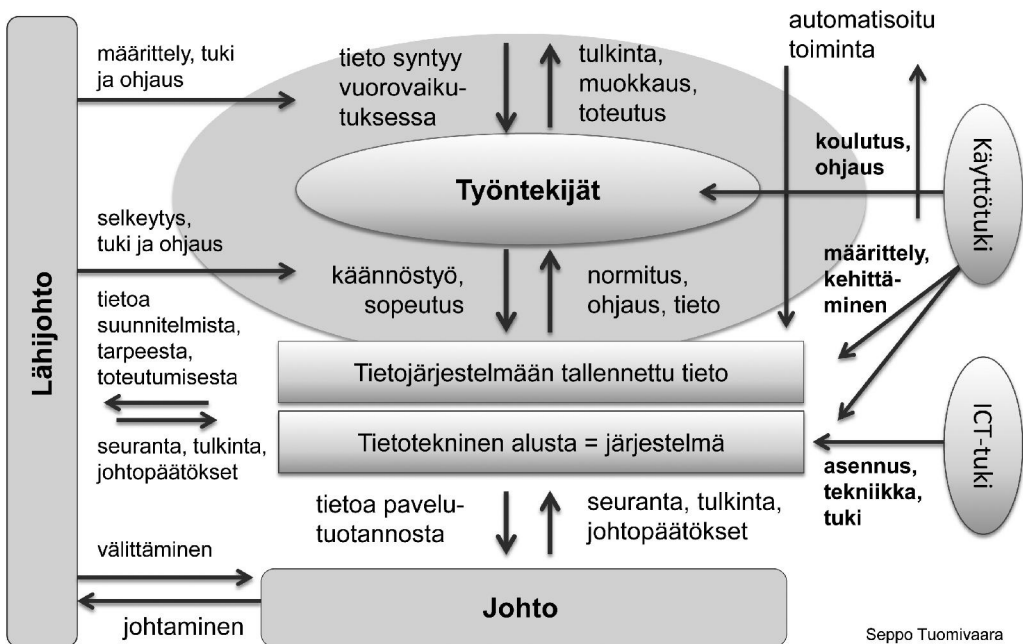 Lähijohto
määrittely, tuki
ja ohjaus
selkeytys,
tuki ja ohjaus
tietoa
suunnitelmista,
tarpeesta,
toteutumisesta
seuranta, tulkinta,
johtopäätökset
välittäminen
johtaminen
tieto syntyy
vuorovaiku-
tuksessa
tulkinta,
muokkaus,
toteutus
Työntekijät
käännöstyö,
sopeutus
normitus,
ohjaus, tieto
Tietojärjestelmään tallennettu tieto
Tietotekninen alusta = järjestelmä
tietoa pavelu-
tuotannosta
seuranta, tulkinta,
johtopäätökset
Johto
automatisoitu
toiminta
koulutus,
ohjaus
määrittely,
kehittä-
minen
asennus,
tekniikka,
tuki
Käyttötuki
ICT-tuki
Seppo Tuomivaara